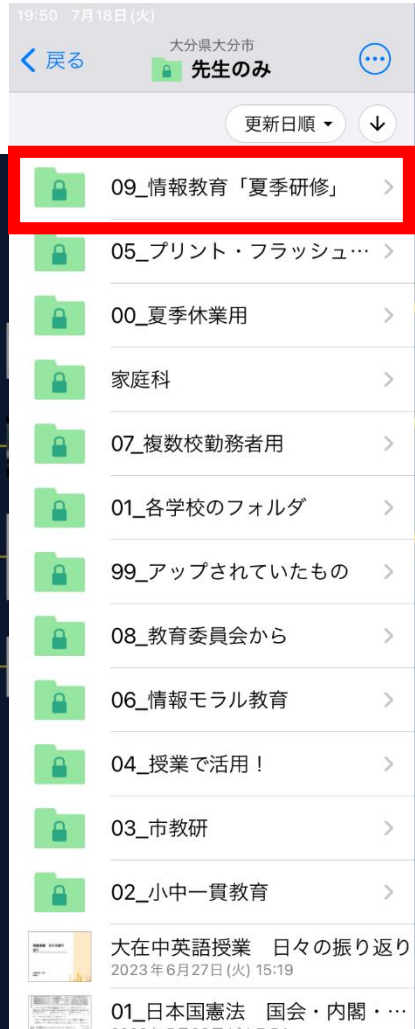 19:50 7月18日(火)
大分県大分市
戻る
先生のみ
更新日順
09_情報教育「夏季研修」
05_プリント・フラッシュ…
00_夏季休業用
家庭科
07_複数校勤務者用
01_各学校のフォルダ
99_アップされていたもの
08_教育委員会から
06_情報モラル教育
04_授業で活用！
03_市教研
02_小中一貫教育
大在中英語授業　日々の振り返り
2023年6月27日(火) 15:19
01_日本国憲法　国会・内閣・…